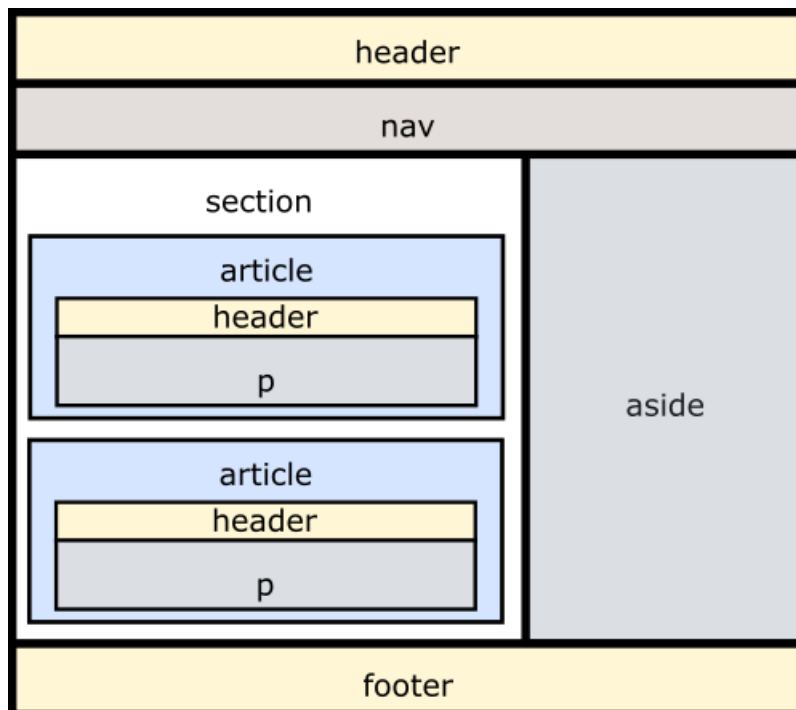 header
nav
section
article
header
p
article
header
p
aside
footer